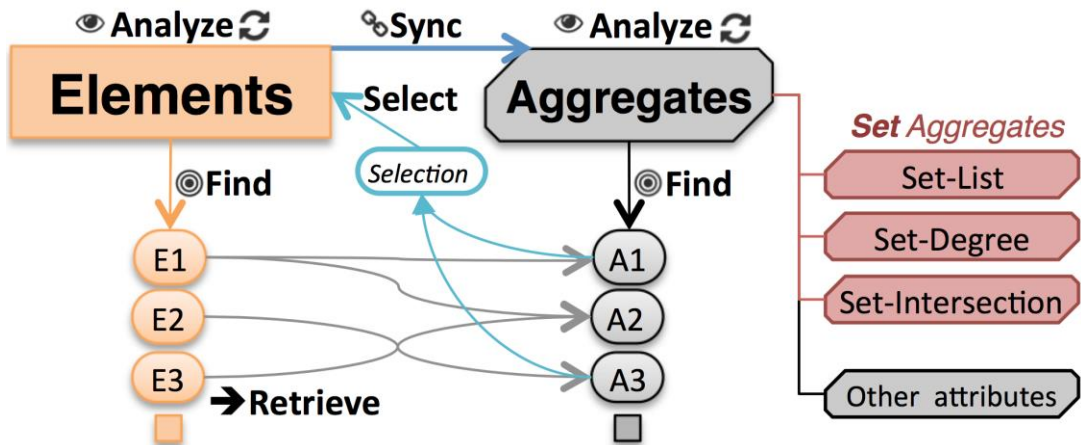 Analyze
Sync
Analyze
Elements
Select
Aggregates
Set Aggregates
Selection
Find
Find
Set-List
Set-Degree
Set-Intersection
E1
A1
E2
A2
E3
A3
Retrieve
Other attributes